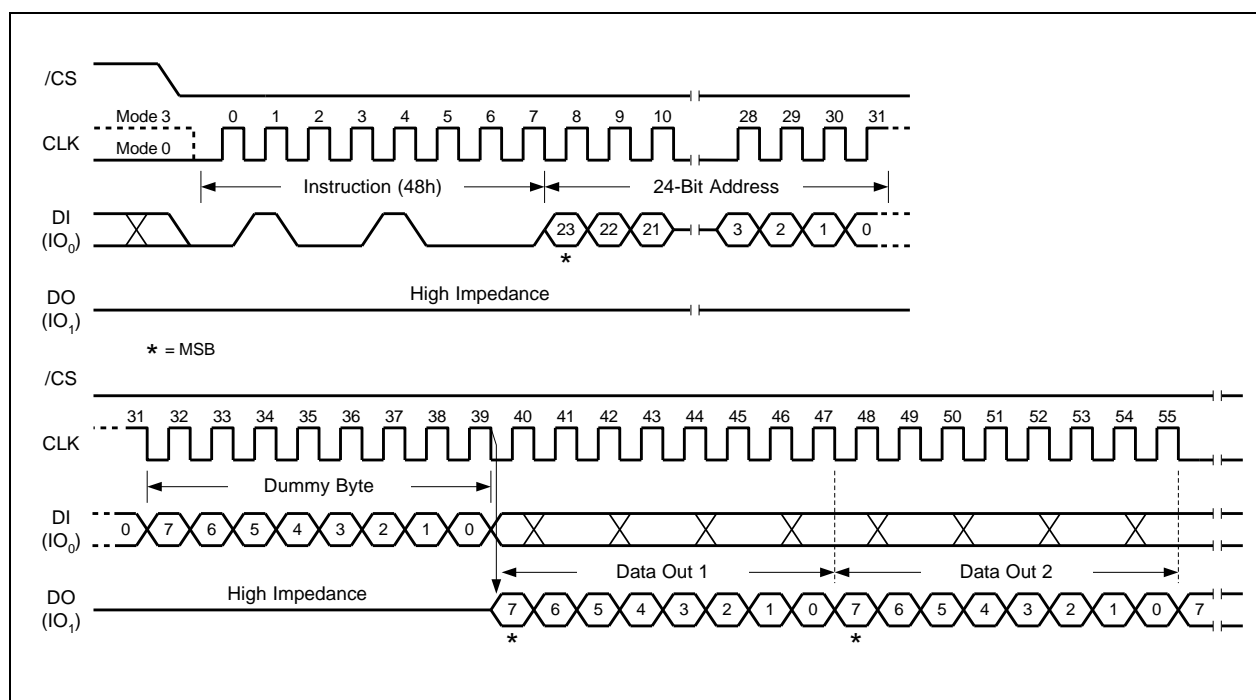 /CS
Mode 3 0 1 2 3 4 5 6 7 8 9 10 28 29 30 31
CLK Mode 0
Instruction (48h) 24-Bit Address
DI
(IO0) 23 22 21 3 2 1 0
*
High Impedance
DO
(IO1)
* = MSB
/CS
31 32 33 34 35 36 37 38 39 40 41 42 43 44 45 46 47 48 49 50 51 52 53 54 55
CLK
Dummy Byte
DI
(IO0) 0 7 6 5 4 3 2 1 0
High Impedance Data Out 1 Data Out 2
DO
(IO1) 7 6 5 4 3 2 1 0 7 6 5 4 3 2 1 0 7
* *